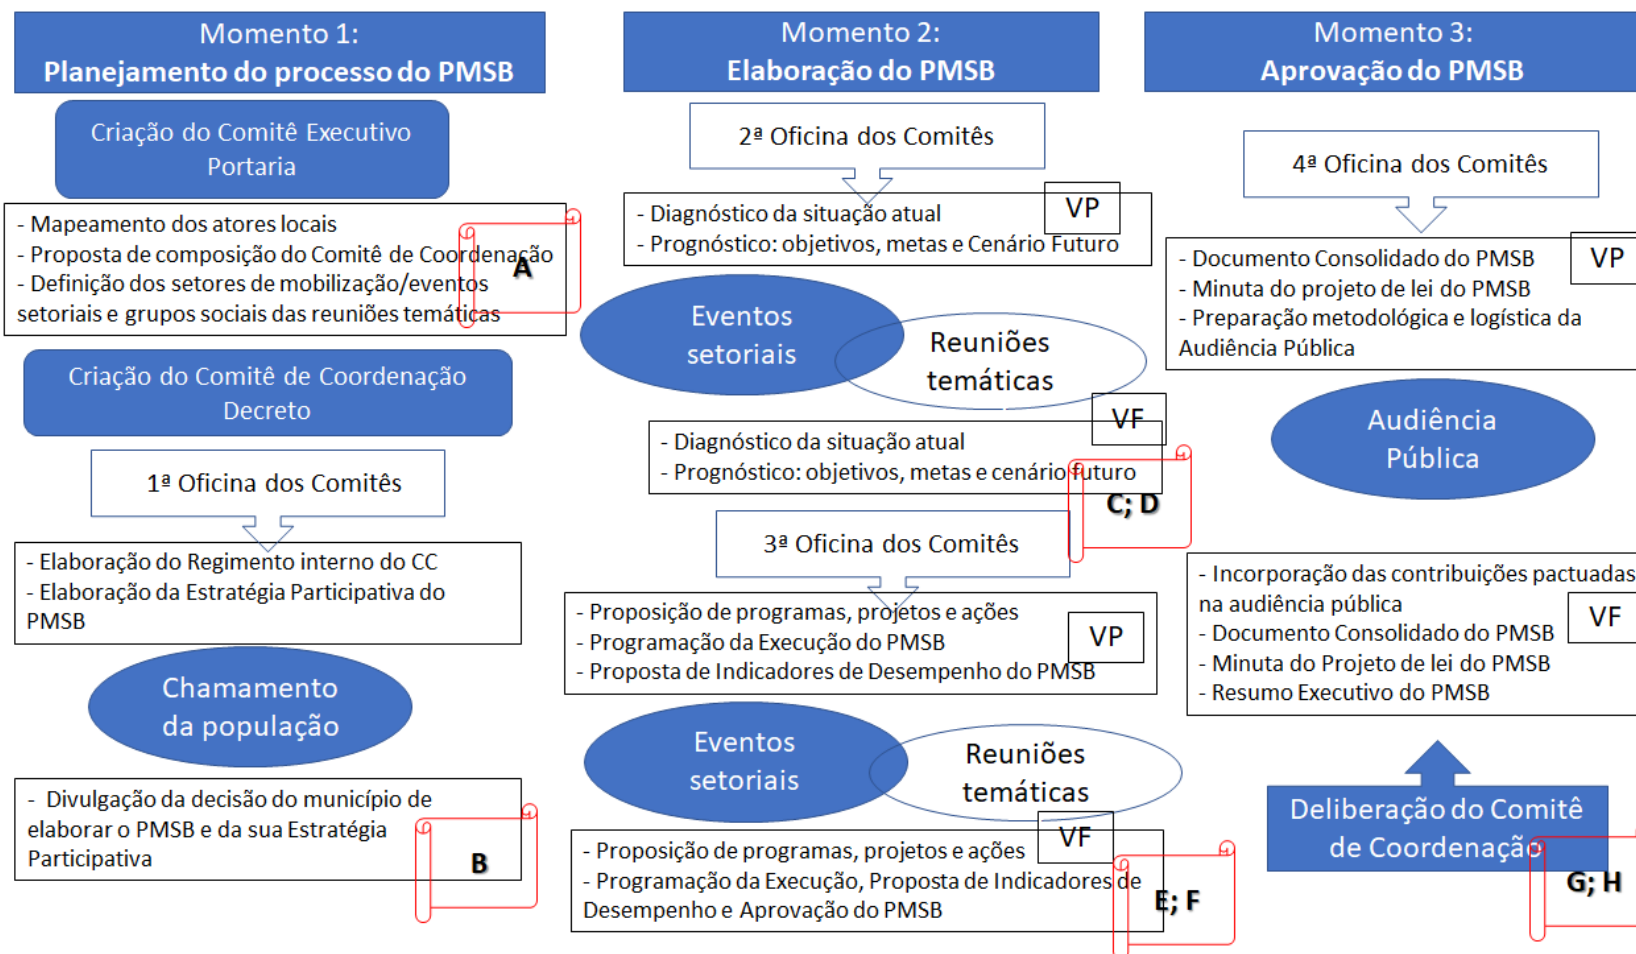 Momento 1:
Planejamento do processo do PMSB
Criação do Comitê Executivo
Portaria
- Mapeamento dos atores locais
- Proposta de composição do Comitê de Coordenação
- Definição dos setores de mobilização/eventos
setoriais e grupos sociais das reuniões temáticas
A
Criação do Comitê de Coordenação
Decreto
1ª Oficina dos Comitês
- Elaboração do Regimento interno do CC
- Elaboração da Estratégia Participativa do
PMSB
Chamamento
da população
- Divulgação da decisão do município de
elaborar o PMSB e da sua Estratégia
Participativa
B
Momento 2:
Elaboração do PMSB
2ª Oficina dos Comitês
VP
- Diagnóstico da situação atual
- Prognóstico: objetivos, metas e Cenário Futuro
Eventos
setoriais
Reuniões
temáticas
VF
- Diagnóstico da situação atual
- Prognóstico: objetivos, metas e cenário futuro
C; D
3ª Oficina dos Comitês
- Proposição de programas, projetos e ações
- Programação da Execução do PMSB
- Proposta de Indicadores de Desempenho do PMSB
VP
Eventos
setoriais
Reuniões
temáticas
VF
- Proposição de programas, projetos e ações
- Programação da Execução, Proposta de Indicadores de
Desempenho e Aprovação do PMSB
E; F
Momento 3:
Aprovação do PMSB
4ª Oficina dos Comitês
VP
- Documento Consolidado do PMSB
- Minuta do projeto de lei do PMSB
- Preparação metodológica e logística da
Audiência Pública
Audiência
Pública
- Incorporação das contribuições pactuadas
na audiência pública
- Documento Consolidado do PMSB
- Minuta do Projeto de lei do PMSB
- Resumo Executivo do PMSB
VF
Deliberação do Comitê
de Coordenação
G; H